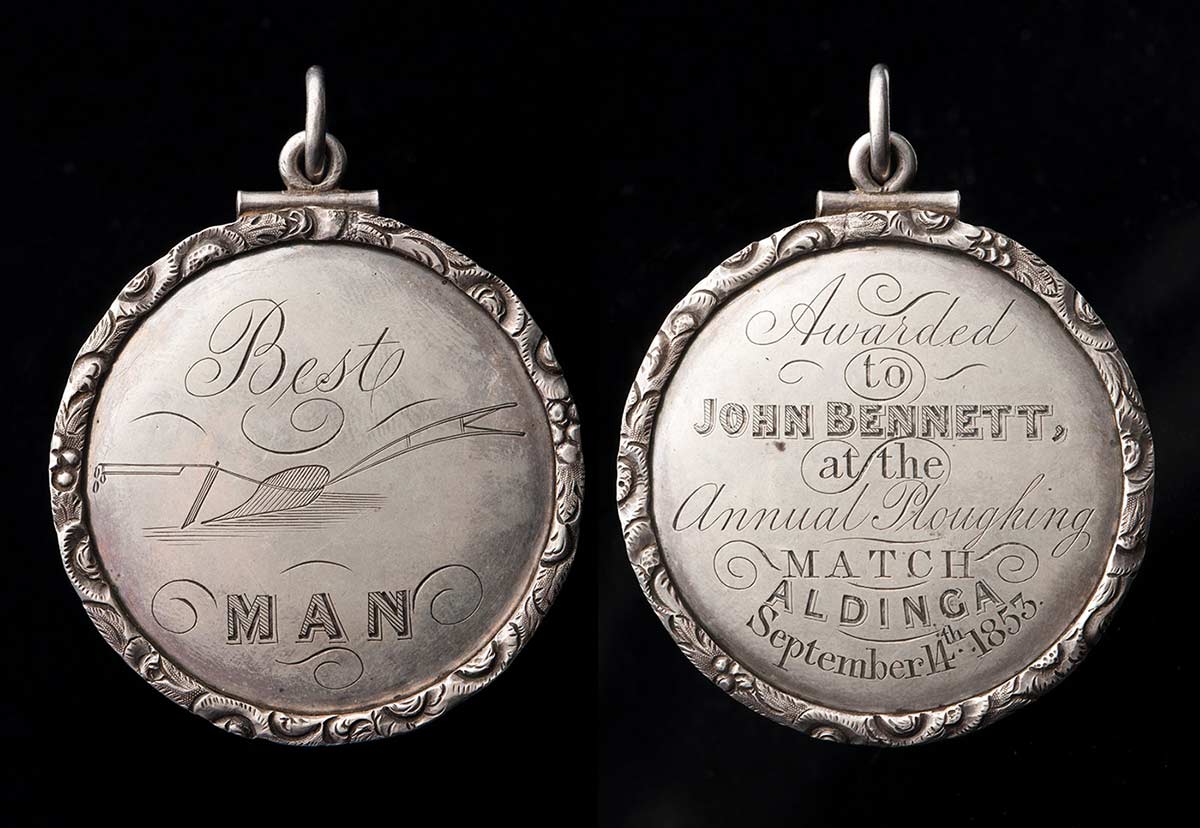 Best
MAN
Awarded
to
JOHN BENNETT,
at the
Annual Ploughing
MATCH
ALDINGA
September 14th. 1853.